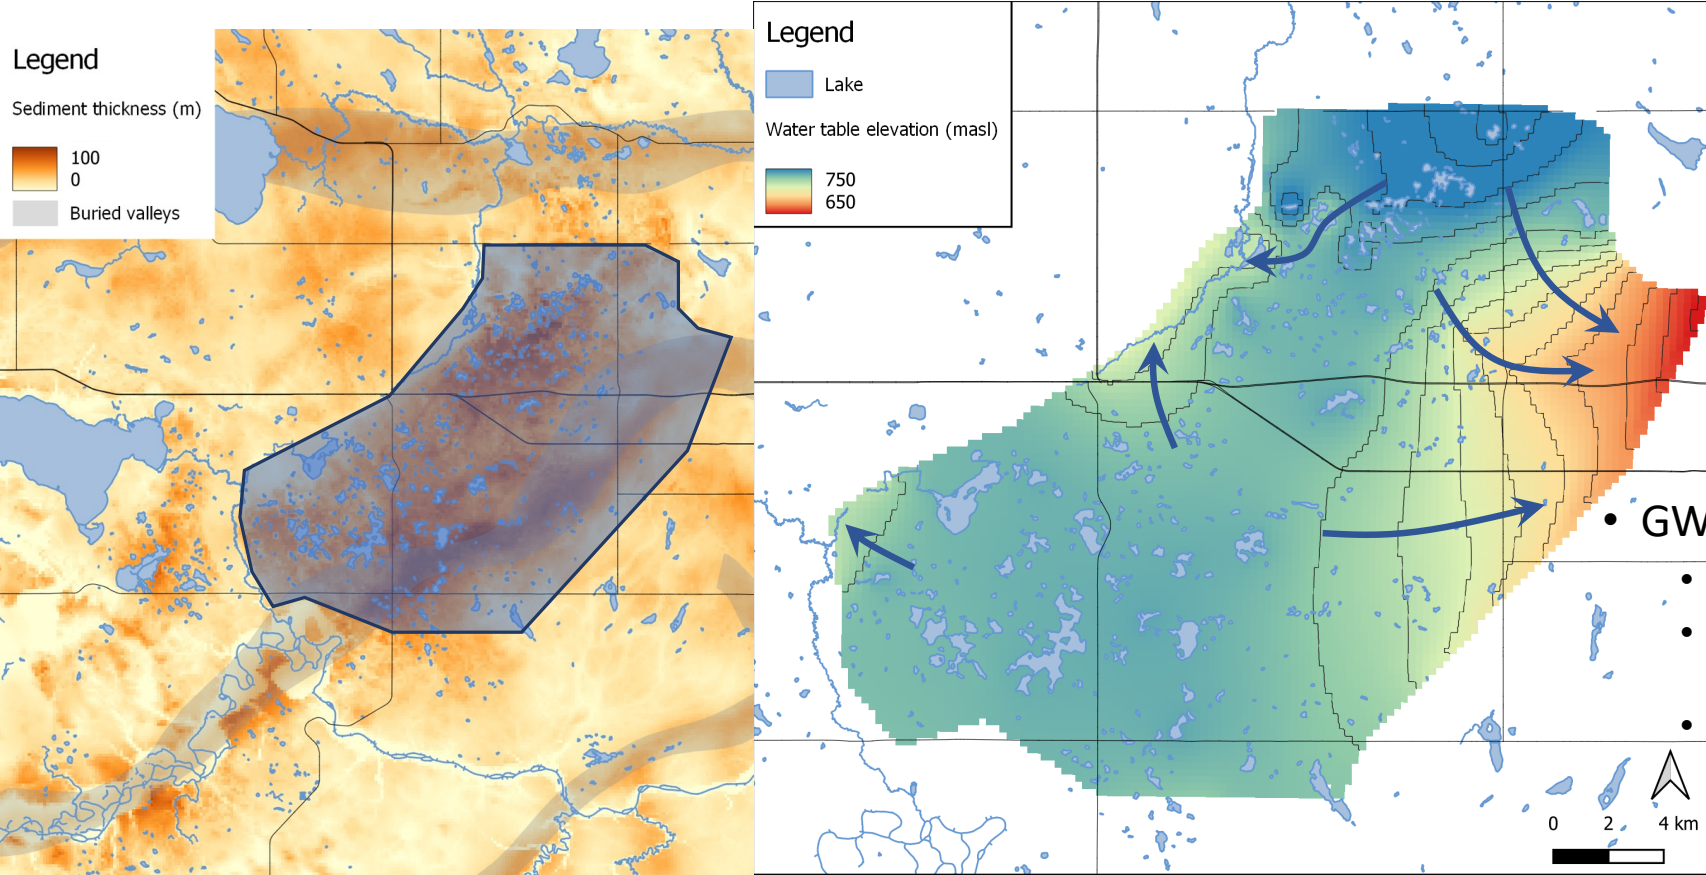 Legend
Sediment thickness (m)
100
0
Buried valleys
Legend
Lake
Water table elevation (masl)
750
650
• GW
•
•
•
0 2 4 km